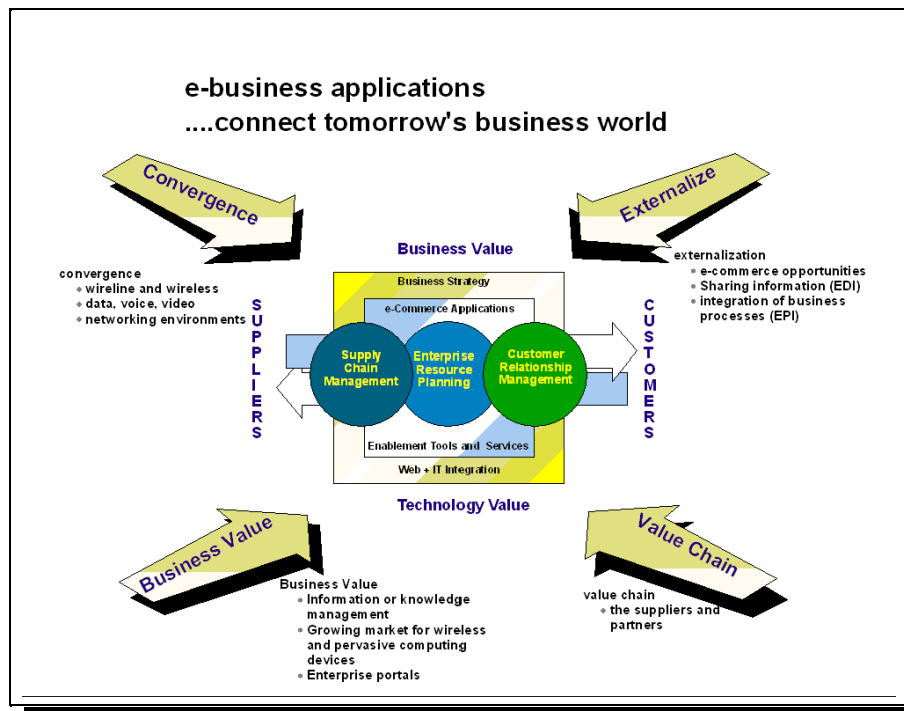 e-business applications
....connect tomorrow's business world
Convergence
Externalize
convergence
• wireline and wireless
• data, voice, video
• networking environments
Business Value
externalization
• e-commerce opportunities
• Sharing information (EDI)
• integration of business
processes (EPI)
SUPPLIERS
Business Strategy
e-Commerce Applications
Supply
Chain
Management
Enterprise
Resource
Planning
Customer
Relationship
Management
Enablement Tools and Services
Web + IT Integration
CUSTOMERS
Technology Value
Business Value
Value Chain
Business Value
• Information or knowledge
management
• Growing market for wireless
and pervasive computing
devices
• Enterprise portals
value chain
• the suppliers and
partners